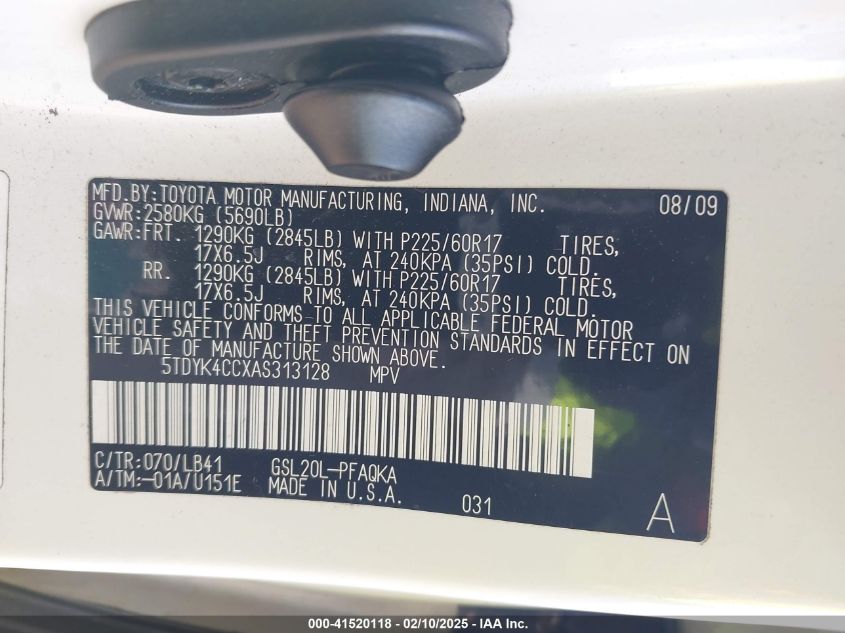 MFD.BY:TOYOTA MOTOR MANUFACTURING, INDIANA, INC. 08/09
GVWR:2580KG (5690LB)
GAWR:FRT. 1290KG (2845LB) WITH P225/60R17 TIRES,
17X6.5J RIMS, AT 240KPA (35PSI) COLD.
RR. 1290KG (2845LB) WITH P225/60R17 TIRES,
17X6.5J RIMS, AT 240KPA (35PSI) COLD.
THIS VEHICLE CONFORMS TO ALL APPLICABLE FEDERAL MOTOR
VEHICLE SAFETY AND THEFT PREVENTION STANDARDS IN EFFECT ON
THE DATE OF MANUFACTURE SHOWN ABOVE.
5TDYK4CCXAS313128 MPV
C/TR:070/LB41 GSL20L-PFAQKA
A/TM:-01A/U151E MADE IN U.S.A. 031 A
000-41520118 - 02/10/2025 - IAA Inc.